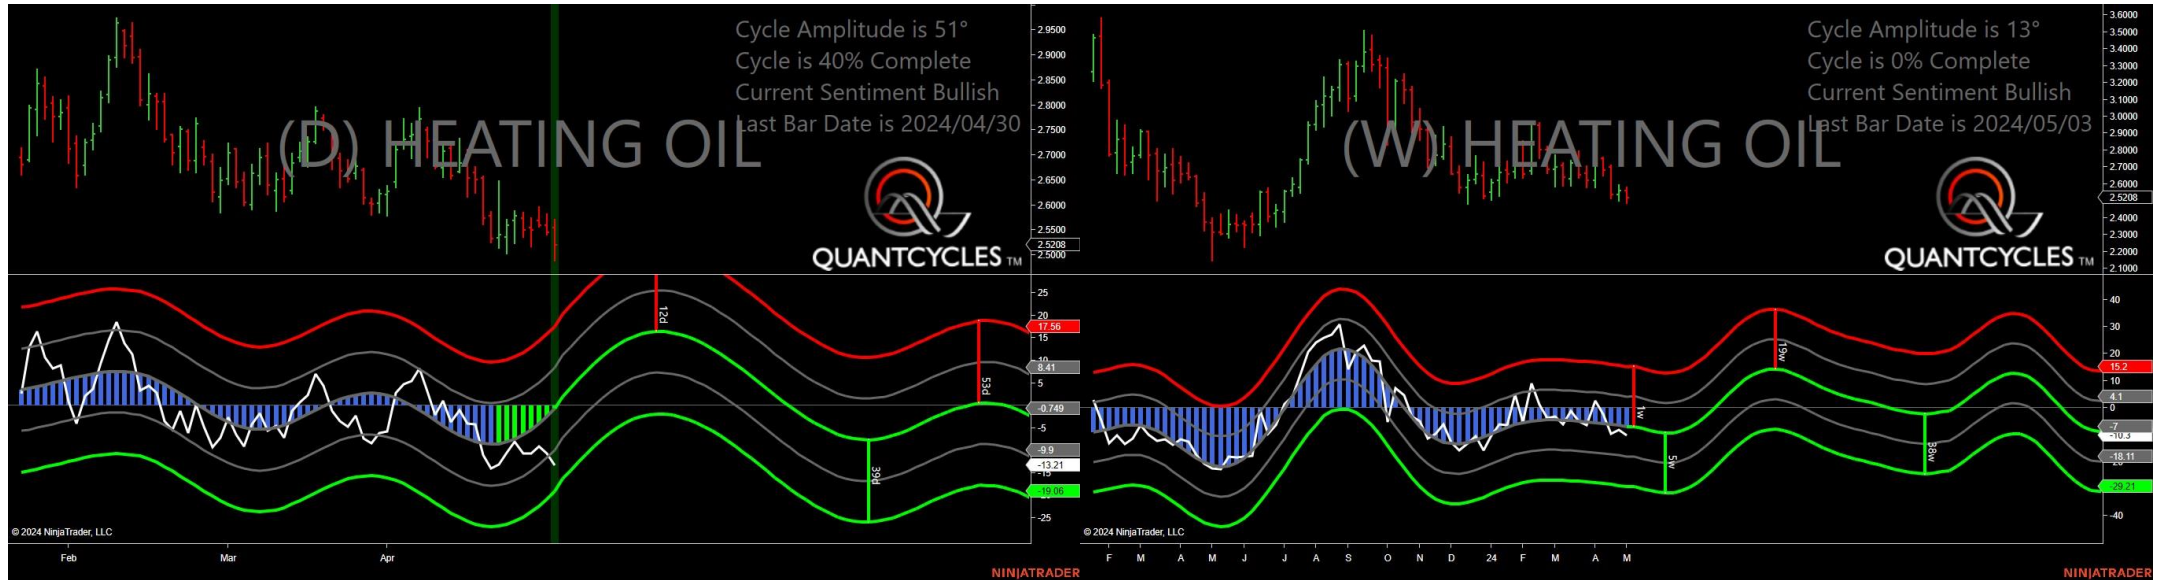 Cycle Amplitude is 51°
Cycle is 40% Complete
Current Sentiment Bullish
Last Bar Date is 2024/04/30
(D) HEATING OIL
QUANTCYCLES TM
2.9500
2.9000
2.8500
2.8000
2.7500
2.7000
2.6500
2.6000
2.5500
2.5208
2.5000
12d
53d
39d
25
20
17.56
15
10
8.41
5
-0.749
-5
-9.9
-13.21
-15
-19.06
-25
© 2024 NinjaTrader, LLC
Feb Mar Apr
NINJATRADER
Cycle Amplitude is 13°
Cycle is 0% Complete
Current Sentiment Bullish
Last Bar Date is 2024/05/03
(W) HEATING OIL
QUANTCYCLES TM
3.6000
3.5000
3.4000
3.3000
3.2000
3.1000
3.0000
2.9000
2.8000
2.7000
2.6000
2.5208
2.4000
2.3000
2.2000
2.1000
1w
5w
19w
38w
40
30
20
15.2
10
4.1
0
-7
-10.3
-18.11
-29.21
-40
© 2024 NinjaTrader, LLC
F M A M J J A S O N D 24 F M A M
NINJATRADER